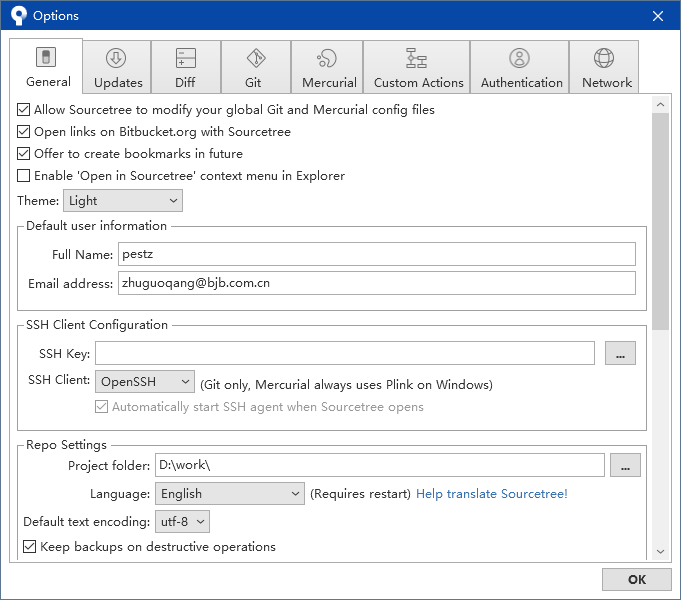 Options
General Updates Diff Git Mercurial Custom Actions Authentication Network
Allow Sourcetree to modify your global Git and Mercurial config files
Open links on Bitbucket.org with Sourcetree
Offer to create bookmarks in future
Enable 'Open in Sourcetree' context menu in Explorer
Theme: Light
Default user information
Full Name: pestz
Email address: zhuguoqang@bjb.com.cn
SSH Client Configuration
SSH Key: ...
SSH Client: OpenSSH (Git only, Mercurial always uses Plink on Windows)
Automatically start SSH agent when Sourcetree opens
Repo Settings
Project folder: D:\work\ ...
Language: English (Requires restart) Help translate Sourcetree!
Default text encoding: utf-8
Keep backups on destructive operations
OK